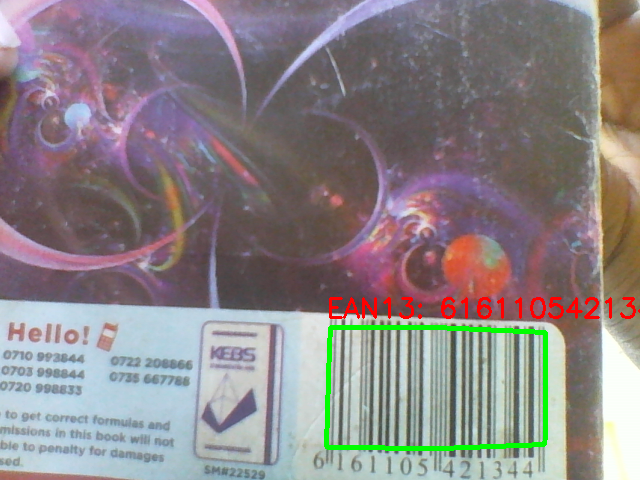 EAN13: 616110542134
Hello!
0710 993844 0722 208866
0703 998844 0735 667788
0720 998833
e to get correct formulas and
missions in this book will not
ble to penalty for damages
sed.
KEBS
SM#22529
6 161105 421344